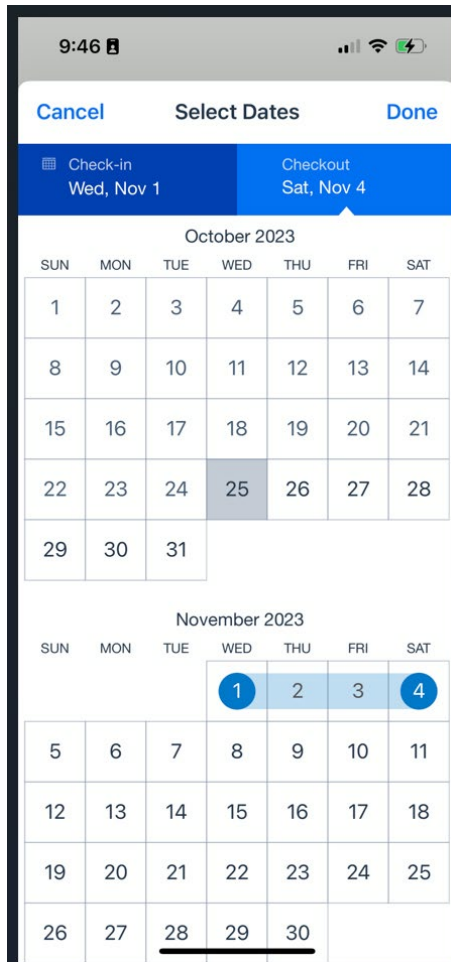 9:46
Cancel Select Dates Done
Check-in Checkout
Wed, Nov 1 Sat, Nov 4
October 2023
SUN MON TUE WED THU FRI SAT
1 2 3 4 5 6 7
8 9 10 11 12 13 14
15 16 17 18 19 20 21
22 23 24 25 26 27 28
29 30 31
November 2023
SUN MON TUE WED THU FRI SAT
1 2 3 4
5 6 7 8 9 10 11
12 13 14 15 16 17 18
19 20 21 22 23 24 25
26 27 28 29 30